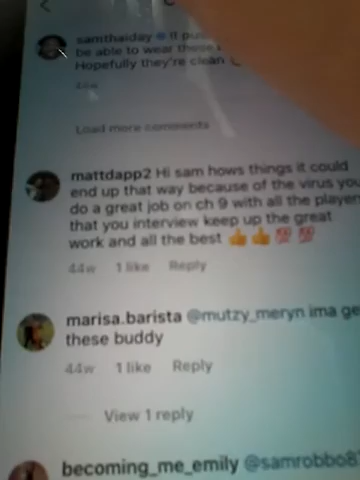 samthaiday
be able to wear these
Hopefully they're clean
44w
Load more comments
mattdapp2 Hi sam hows things it could
end up that way because of the virus you
do a great job on ch 9 with all the player
that you interview keep up the great
work and all the best 👍👍💯💯
44w 1 like Reply
marisa.barista @mutzy_meryn ima ge
these buddy
44w 1 like Reply
View 1 reply
becoming_me_emily @samrobbo8